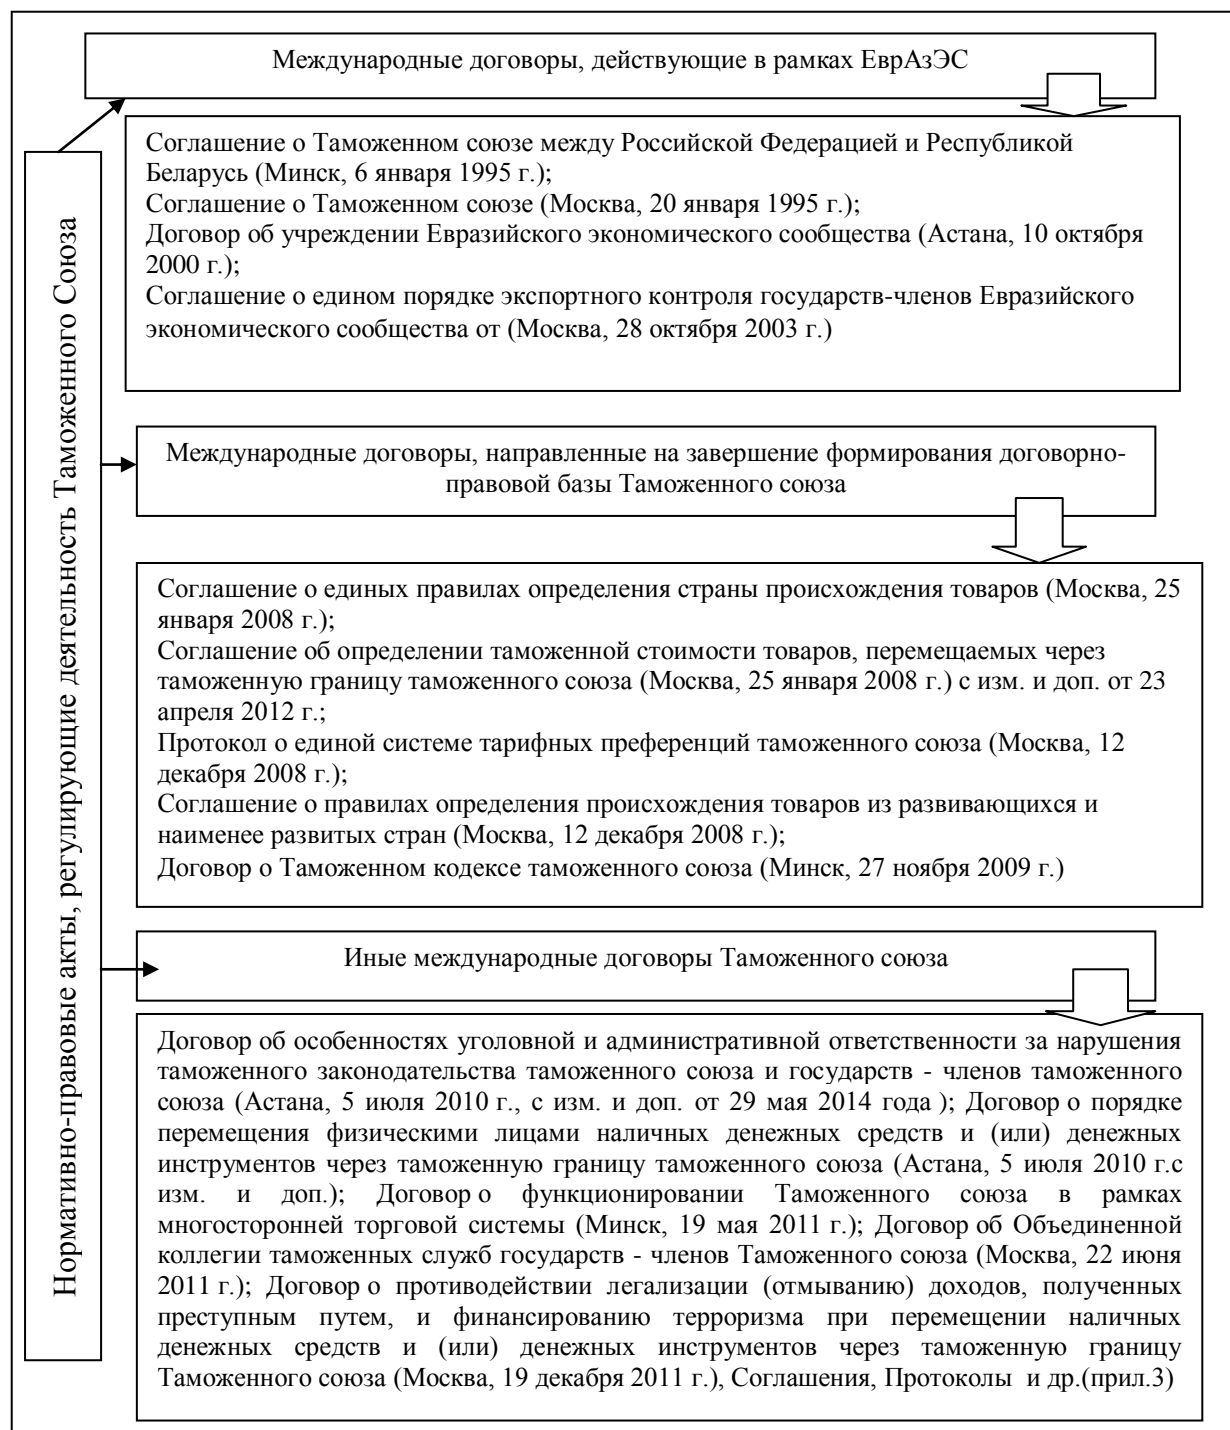 Международные договоры, действующие в рамках ЕврАзЭС
Соглашение о Таможенном союзе между Российской Федерацией и Республикой
Беларусь (Минск, 6 января 1995 г.);
Соглашение о Таможенном союзе (Москва, 20 января 1995 г.);
Договор об учреждении Евразийского экономического сообщества (Астана, 10 октября
2000 г.);
Соглашение о едином порядке экспортного контроля государств-членов Евразийского
экономического сообщества от (Москва, 28 октября 2003 г.)
Нормативно-правовые акты, регулирующие деятельность Таможенного Союза
Международные договоры, направленные на завершение формирования договорно-
правовой базы Таможенного союза
Соглашение о единых правилах определения страны происхождения товаров (Москва, 25
января 2008 г.);
Соглашение об определении таможенной стоимости товаров, перемещаемых через
таможенную границу таможенного союза (Москва, 25 января 2008 г.) с изм. и доп. от 23
апреля 2012 г.;
Протокол о единой системе тарифных преференций таможенного союза (Москва, 12
декабря 2008 г.);
Соглашение о правилах определения происхождения товаров из развивающихся и
наименее развитых стран (Москва, 12 декабря 2008 г.);
Договор о Таможенном кодексе таможенного союза (Минск, 27 ноября 2009 г.)
Иные международные договоры Таможенного союза
Договор об особенностях уголовной и административной ответственности за нарушения
таможенного законодательства таможенного союза и государств - членов таможенного
союза (Астана, 5 июля 2010 г., с изм. и доп. от 29 мая 2014 года ); Договор о порядке
перемещения физическими лицами наличных денежных средств и (или) денежных
инструментов через таможенную границу таможенного союза (Астана, 5 июля 2010 г.с
изм. и доп.); Договор о функционировании Таможенного союза в рамках
многосторонней торговой системы (Минск, 19 мая 2011 г.); Договор об Объединенной
коллегии таможенных служб государств - членов Таможенного союза (Москва, 22 июня
2011 г.); Договор о противодействии легализации (отмыванию) доходов, полученных
преступным путем, и финансированию терроризма при перемещении наличных
денежных средств и (или) денежных инструментов через таможенную границу
Таможенного союза (Москва, 19 декабря 2011 г.), Соглашения, Протоколы и др.(прил.3)